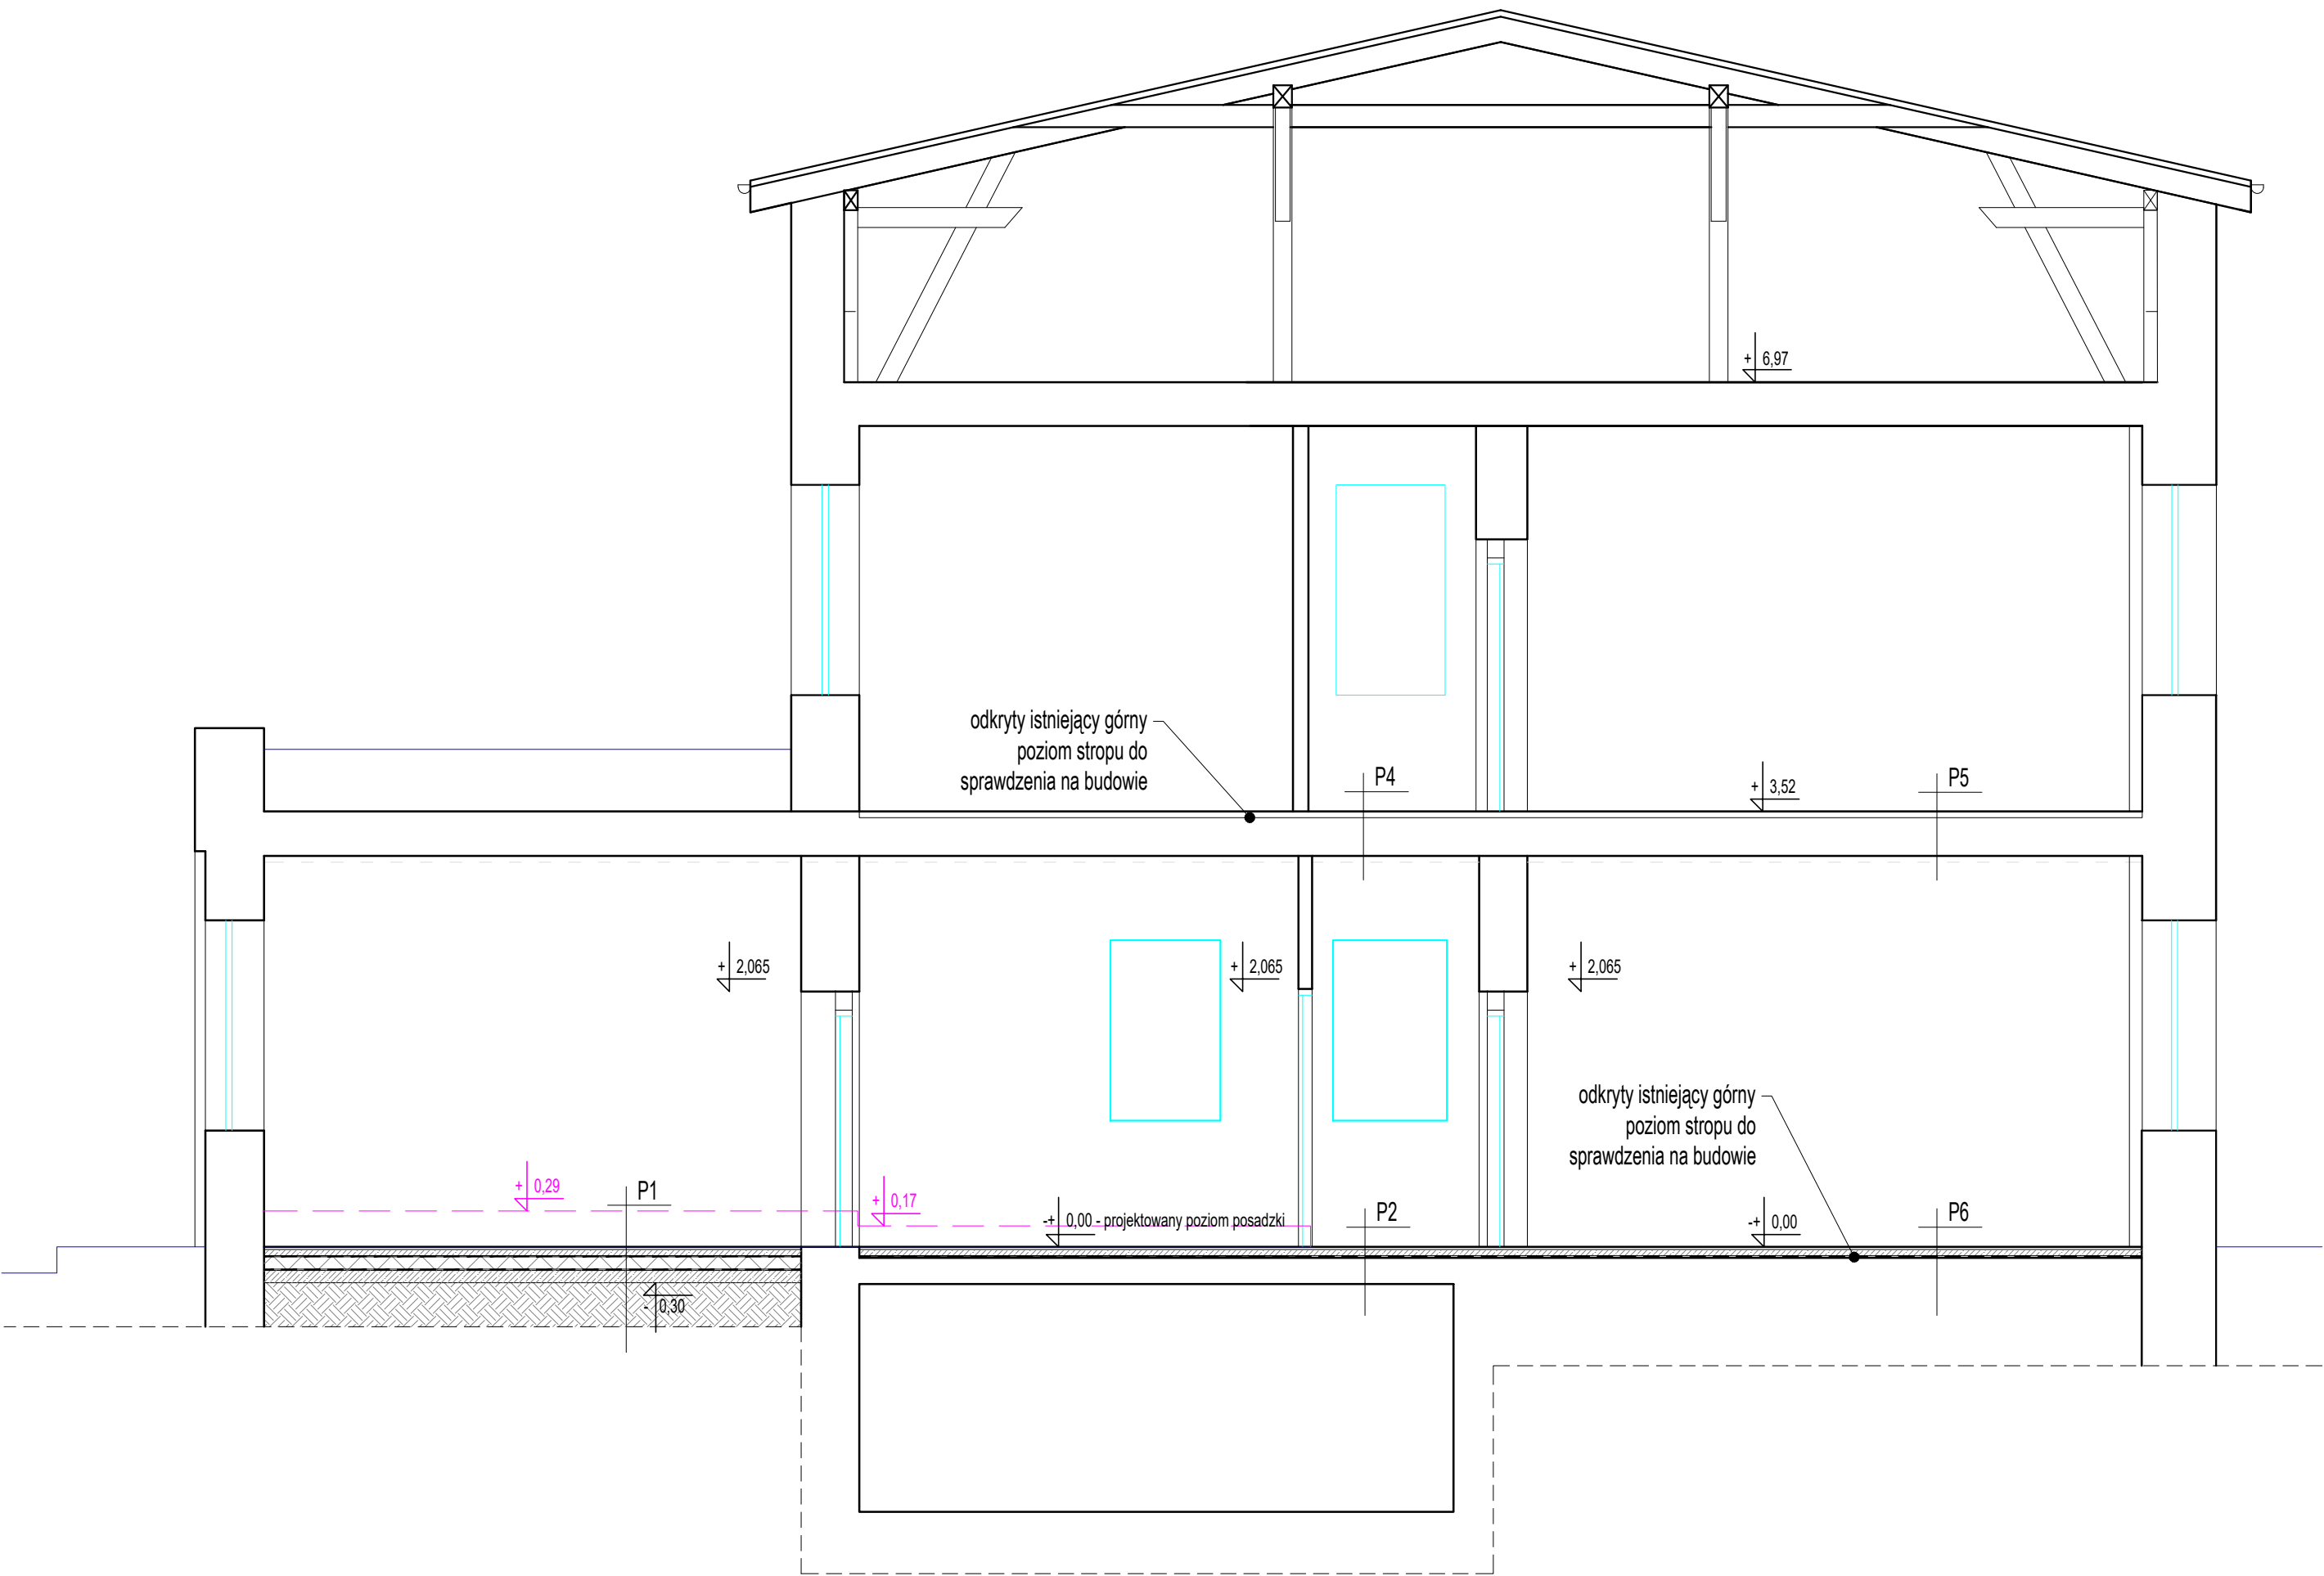 + 6,97
odkryty istniejący górny
poziom stropu do
sprawdzenia na budowie
P4
+ 3,52
P5
+ 2,065
+ 2,065
+ 2,065
odkryty istniejący górny
poziom stropu do
sprawdzenia na budowie
+ 0,29
P1
+ 0,17
-+ 0,00 - projektowany poziom posadzki
P2
-+ 0,00
P6
- 0,30